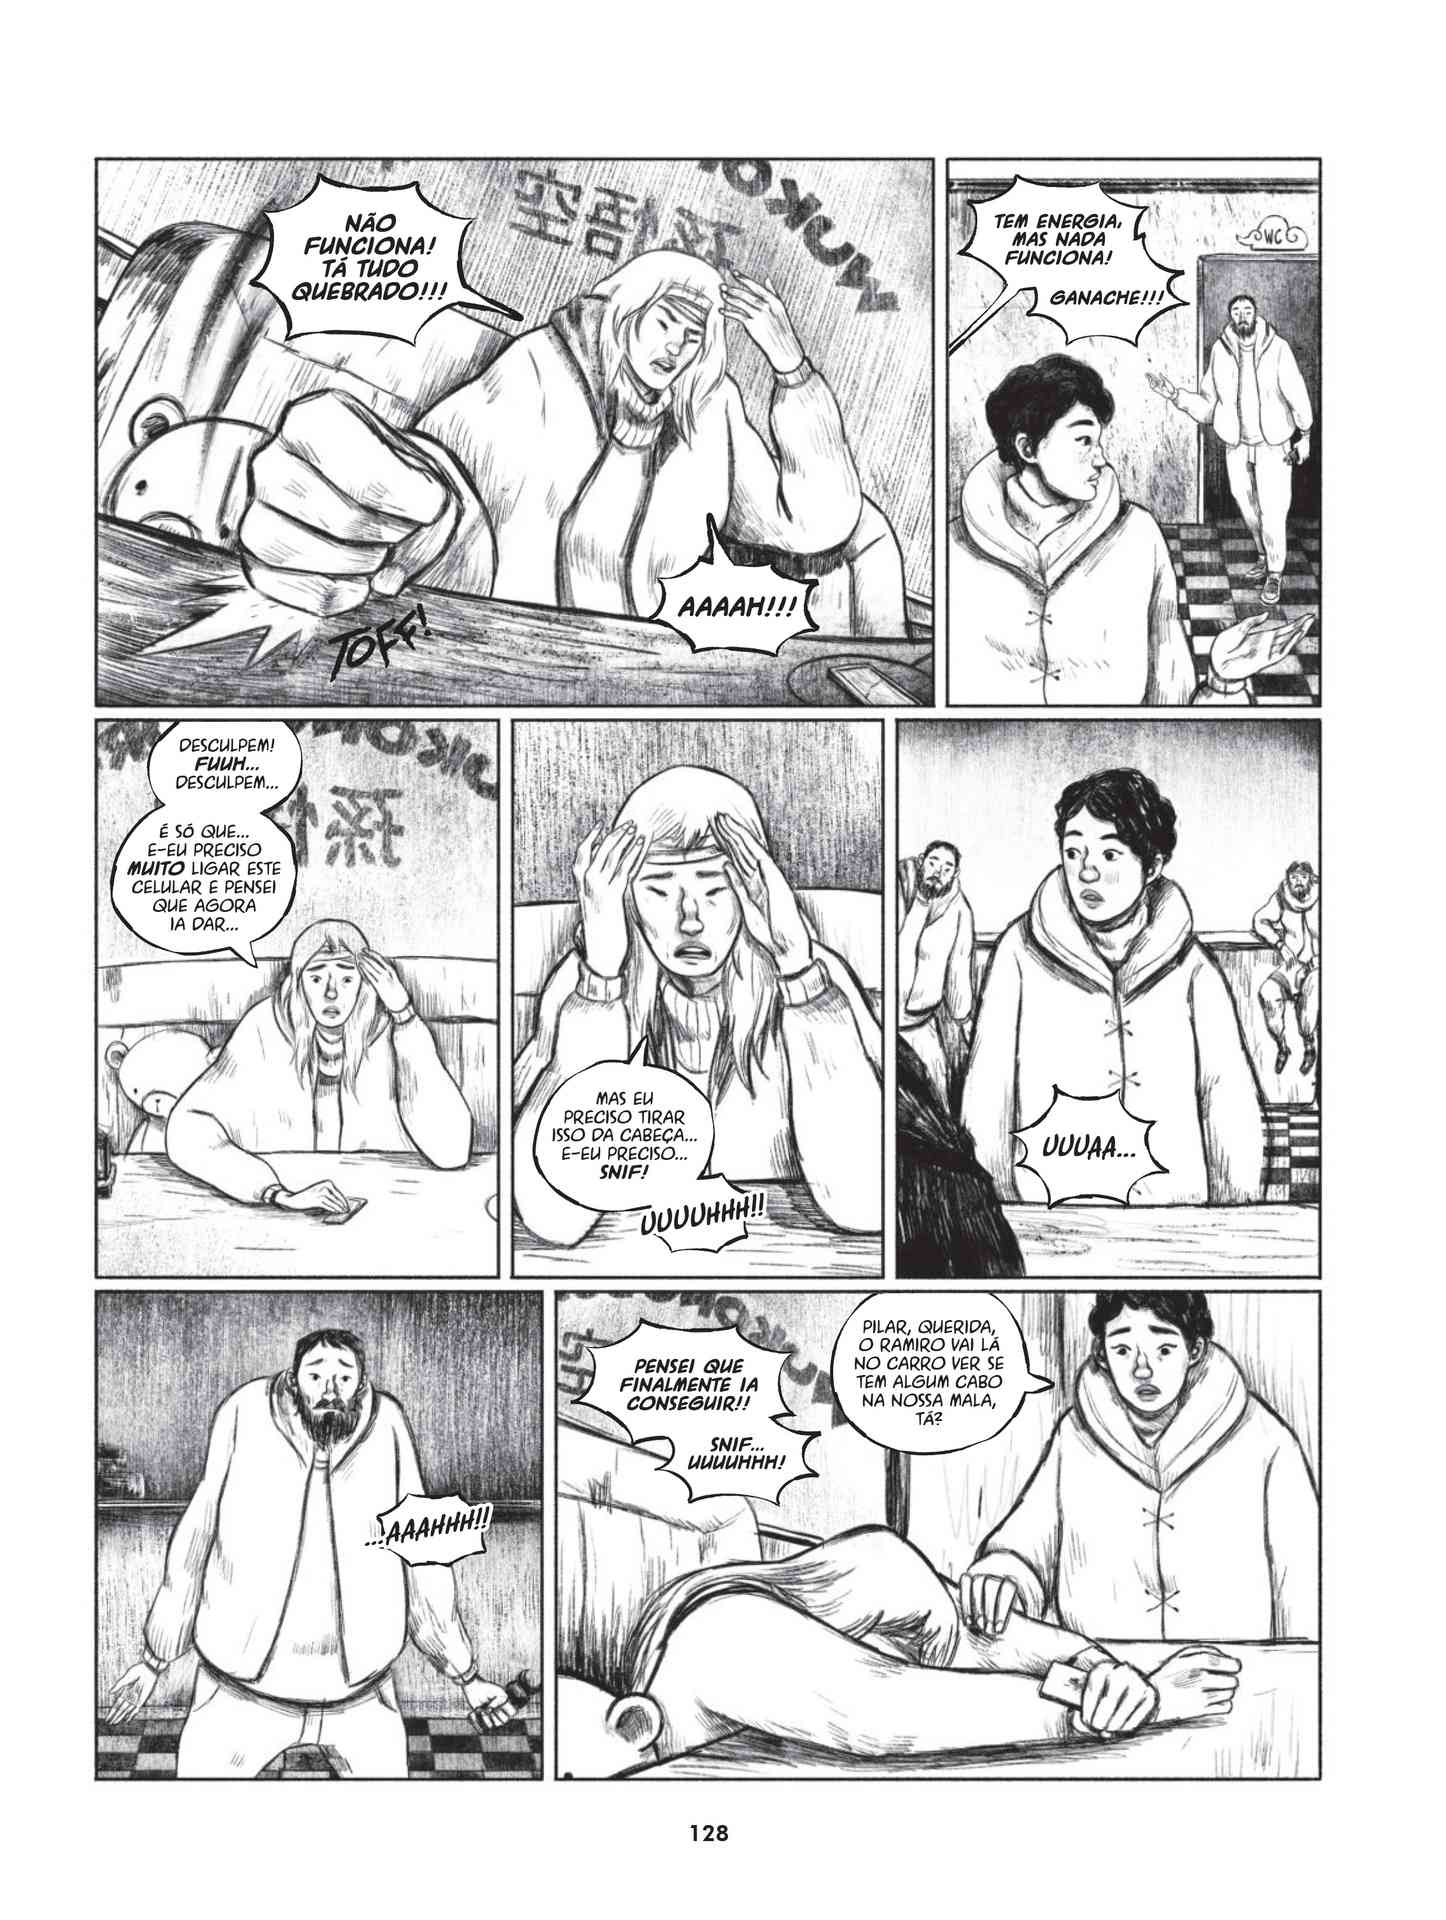 NÃO
FUNCIONA!
TÁ TUDO
QUEBRADO!!!
AAAAH!!!
TOFF!
TEM ENERGIA,
MAS NADA
FUNCIONA!
GANACHE!!!
WC
DESCULPEM!
FUUH...
DESCULPEM...
É SÓ QUE...
E-EU PRECISO
MUITO LIGAR ESTE
CELULAR E PENSEI
QUE AGORA
IA DAR...
MAS EU
PRECISO TIRAR
ISSO DA CABEÇA...
E-EU PRECISO...
SNIF!
UUUUHHH!!
UUUAA...
...AAAHHH!!
PENSEI QUE
FINALMENTE IA
CONSEGUIR!!
SNIF...
UUUUHHH!
PILAR, QUERIDA,
O RAMIRO VAI LÁ
NO CARRO VER SE
TEM ALGUM CABO
NA NOSSA MALA,
TÁ?
128